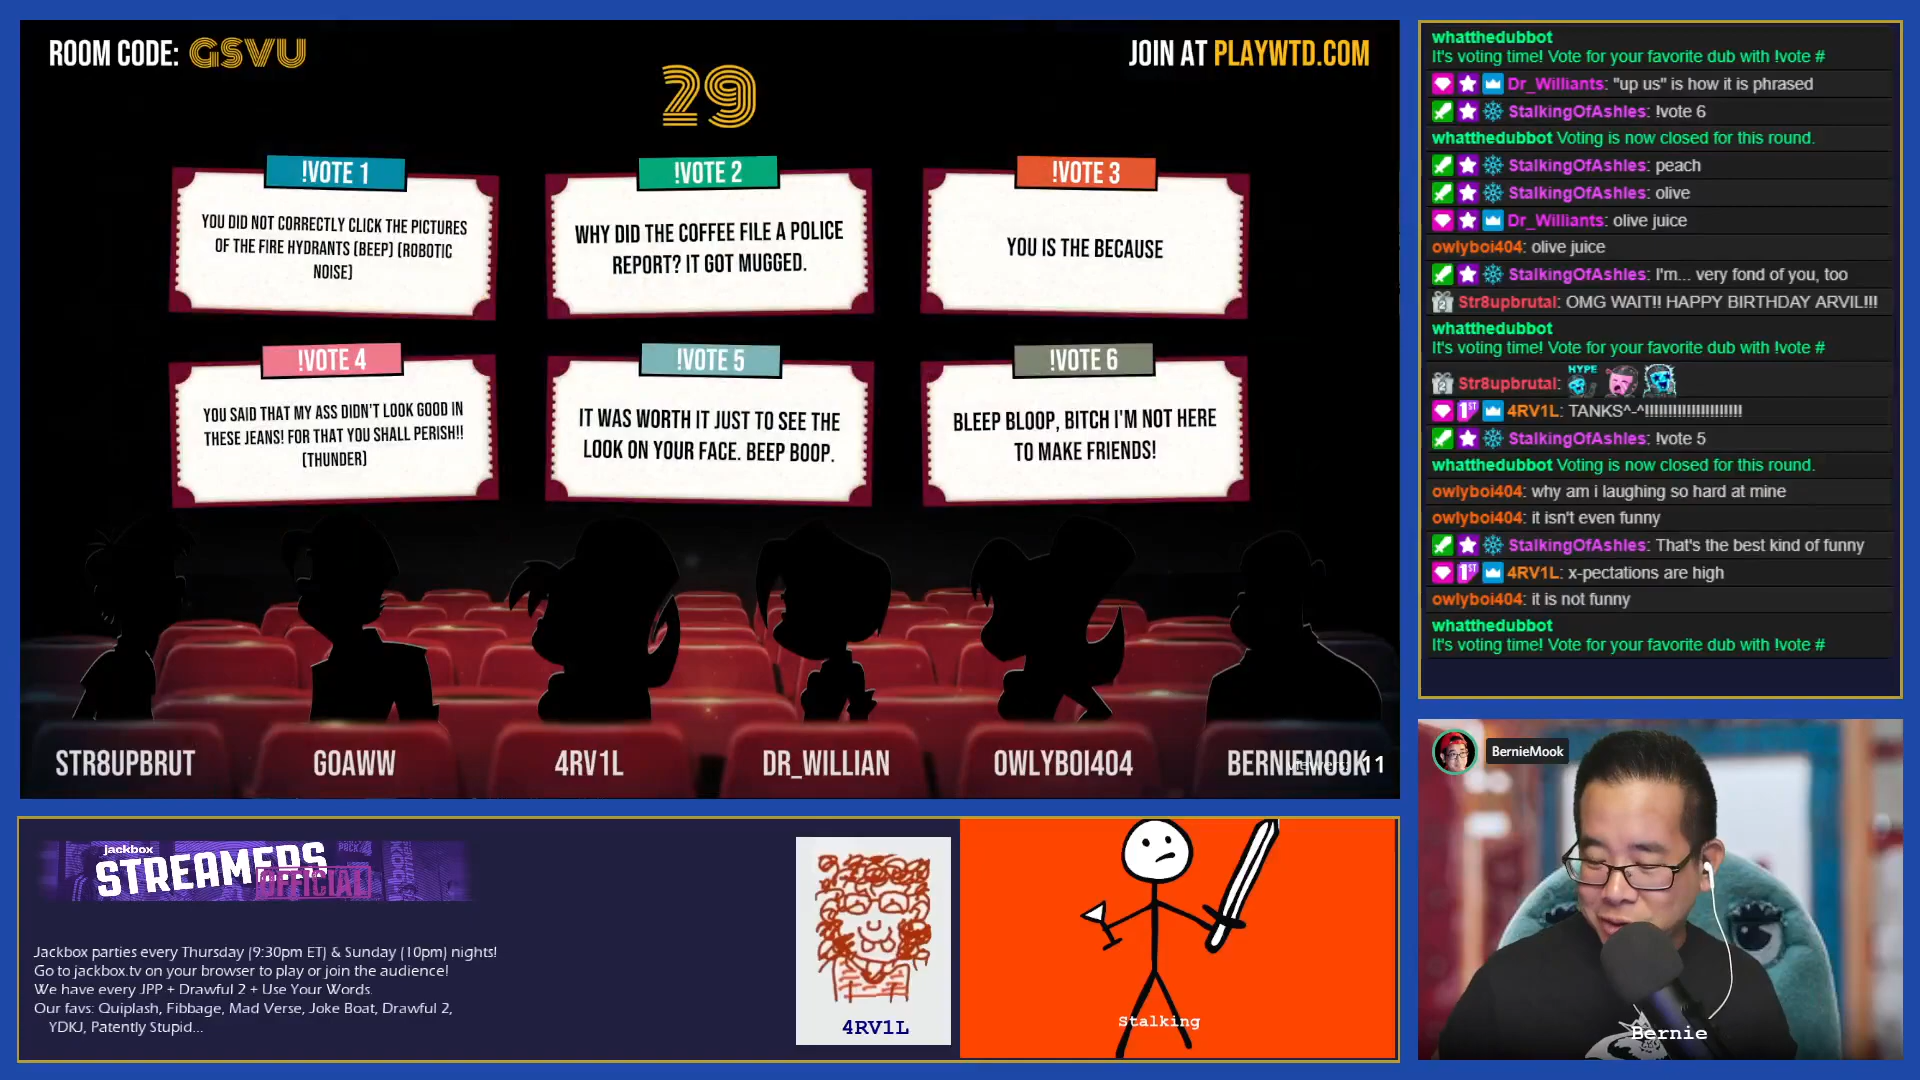 ROOM CODE: GSVU
29
JOIN AT PLAYWTD.COM
!VOTE 1
YOU DID NOT CORRECTLY CLICK THE PICTURES
OF THE FIRE HYDRANTS (BEEP) (ROBOTIC
NOISE)
!VOTE 2
WHY DID THE COFFEE FILE A POLICE
REPORT? IT GOT MUGGED.
!VOTE 3
YOU IS THE BECAUSE
!VOTE 4
YOU SAID THAT MY ASS DIDN'T LOOK GOOD IN
THESE JEANS! FOR THAT YOU SHALL PERISH!!
(THUNDER)
!VOTE 5
IT WAS WORTH IT JUST TO SEE THE
LOOK ON YOUR FACE. BEEP BOOP.
!VOTE 6
BLEEP BLOOP, BITCH I'M NOT HERE
TO MAKE FRIENDS!
STR8UPBRUT
GOAWW
4RV1L
DR_WILLIAN
OWLYBOI404
BERNIEMOOK
11
whatthedubbot
It's voting time! Vote for your favorite dub with !vote #
Dr_Williants: "up us" is how it is phrased
StalkingOfAshles: !vote 6
whatthedubbot Voting is now closed for this round.
StalkingOfAshles: peach
StalkingOfAshles: olive
Dr_Williants: olive juice
owlyboi404: olive juice
StalkingOfAshles: I'm... very fond of you, too
2 Str8upbrutal: OMG WAIT!! HAPPY BIRTHDAY ARVIL!!!
whatthedubbot
It's voting time! Vote for your favorite dub with !vote #
2 Str8upbrutal: HYPE
1ST 4RV1L: TANKS^-^!!!!!!!!!!!!!!!!!!!!!!
StalkingOfAshles: !vote 5
whatthedubbot Voting is now closed for this round.
owlyboi404: why am i laughing so hard at mine
owlyboi404: it isn't even funny
StalkingOfAshles: That's the best kind of funny
1ST 4RV1L: x-pectations are high
owlyboi404: it is not funny
whatthedubbot
It's voting time! Vote for your favorite dub with !vote #
jackbox
STREAMERS
OFFICIAL
Jackbox parties every Thursday (9:30pm ET) & Sunday (10pm) nights!
Go to jackbox.tv on your browser to play or join the audience!
We have every JPP + Drawful 2 + Use Your Words.
Our favs: Quiplash, Fibbage, Mad Verse, Joke Boat, Drawful 2,
YDKJ, Patently Stupid...
4RV1L
Stalking
BernieMook
Bernie